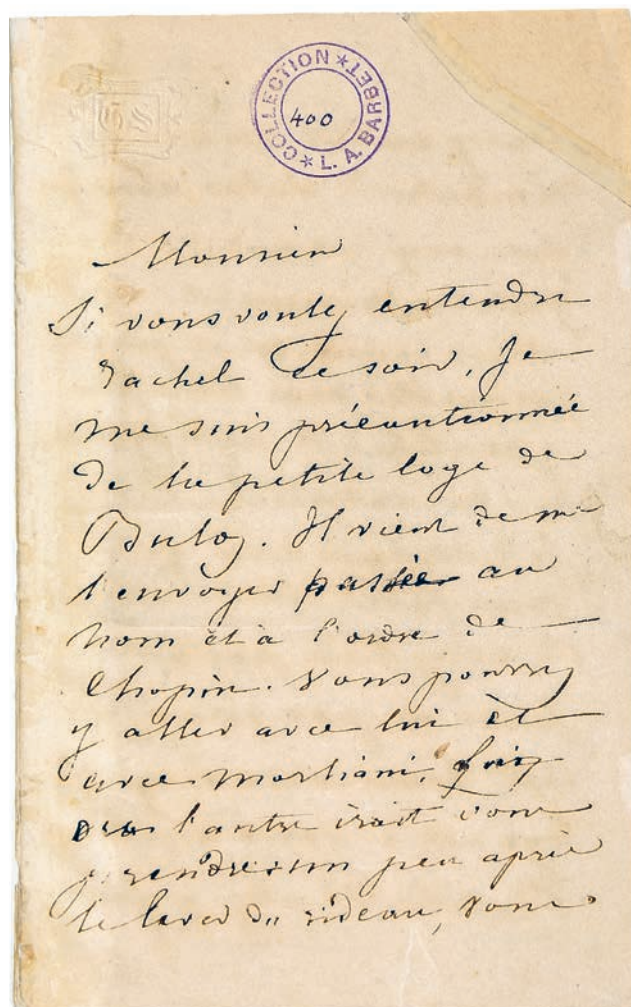 COLLECTION * L. A. BARBET *
400
GS
Monsieur
Si vous voulez entendre
Rachel ce soir, je
me suis précautionnée
de la petite loge de
Buloz. Il vient de me
l'envoyer passée au
nom et à l'ordre de
Chopin. Vous pourrez
y aller avec lui et
avec Marliani,
l'autre irait vous
prendre un peu après
le lever du rideau, vous